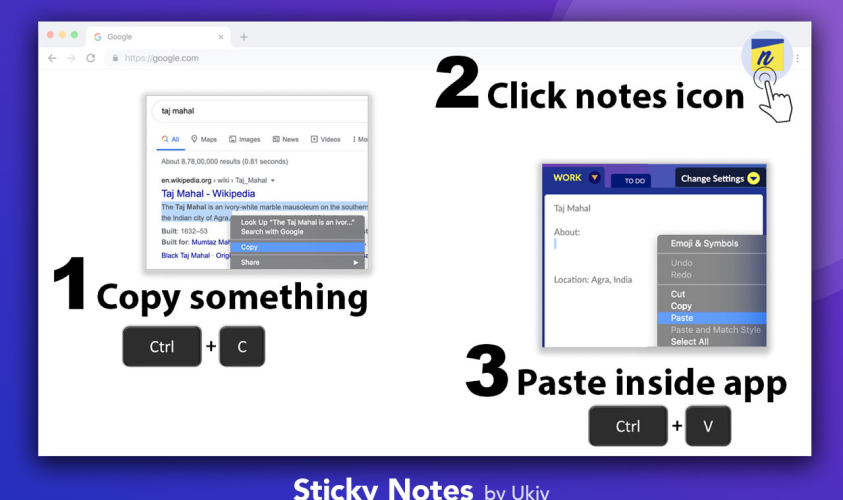 Google × +
https://google.com
taj mahal
All Maps Images News Videos
About 8,78,00,000 results (0.81 seconds)
en.wikipedia.org › wiki › Taj_Mahal
Taj Mahal - Wikipedia
The Taj Mahal is an ivory-white marble mausoleum on the southern
the Indian city of Agra.
Look Up "The Taj Mahal is an ivor..."
Search with Google
Copy
Share
Built: 1632–53
Built for: Mumtaz
Black Taj Mahal ·
1 Copy something
Ctrl + C
n
2 Click notes icon
WORK TO DO Change Settings
Taj Mahal
About:
Location: Agra, India
Emoji & Symbols
Undo
Redo
Cut
Copy
Paste
Paste and Match Style
Select All
3 Paste inside app
Ctrl + V
Sticky Notes by Ukiv